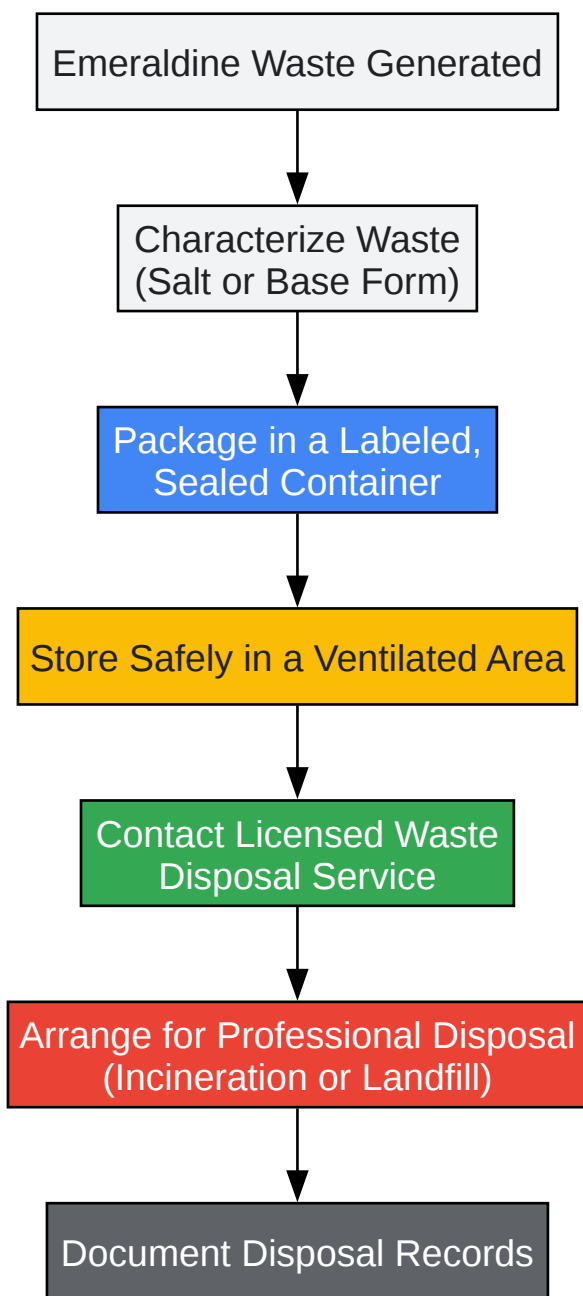 Emeraldine Waste Generated
Characterize Waste
(Salt or Base Form)
Package in a Labeled,
Sealed Container
Store Safely in a Ventilated Area
Contact Licensed Waste
Disposal Service
Arrange for Professional Disposal
(Incineration or Landfill)
Document Disposal Records